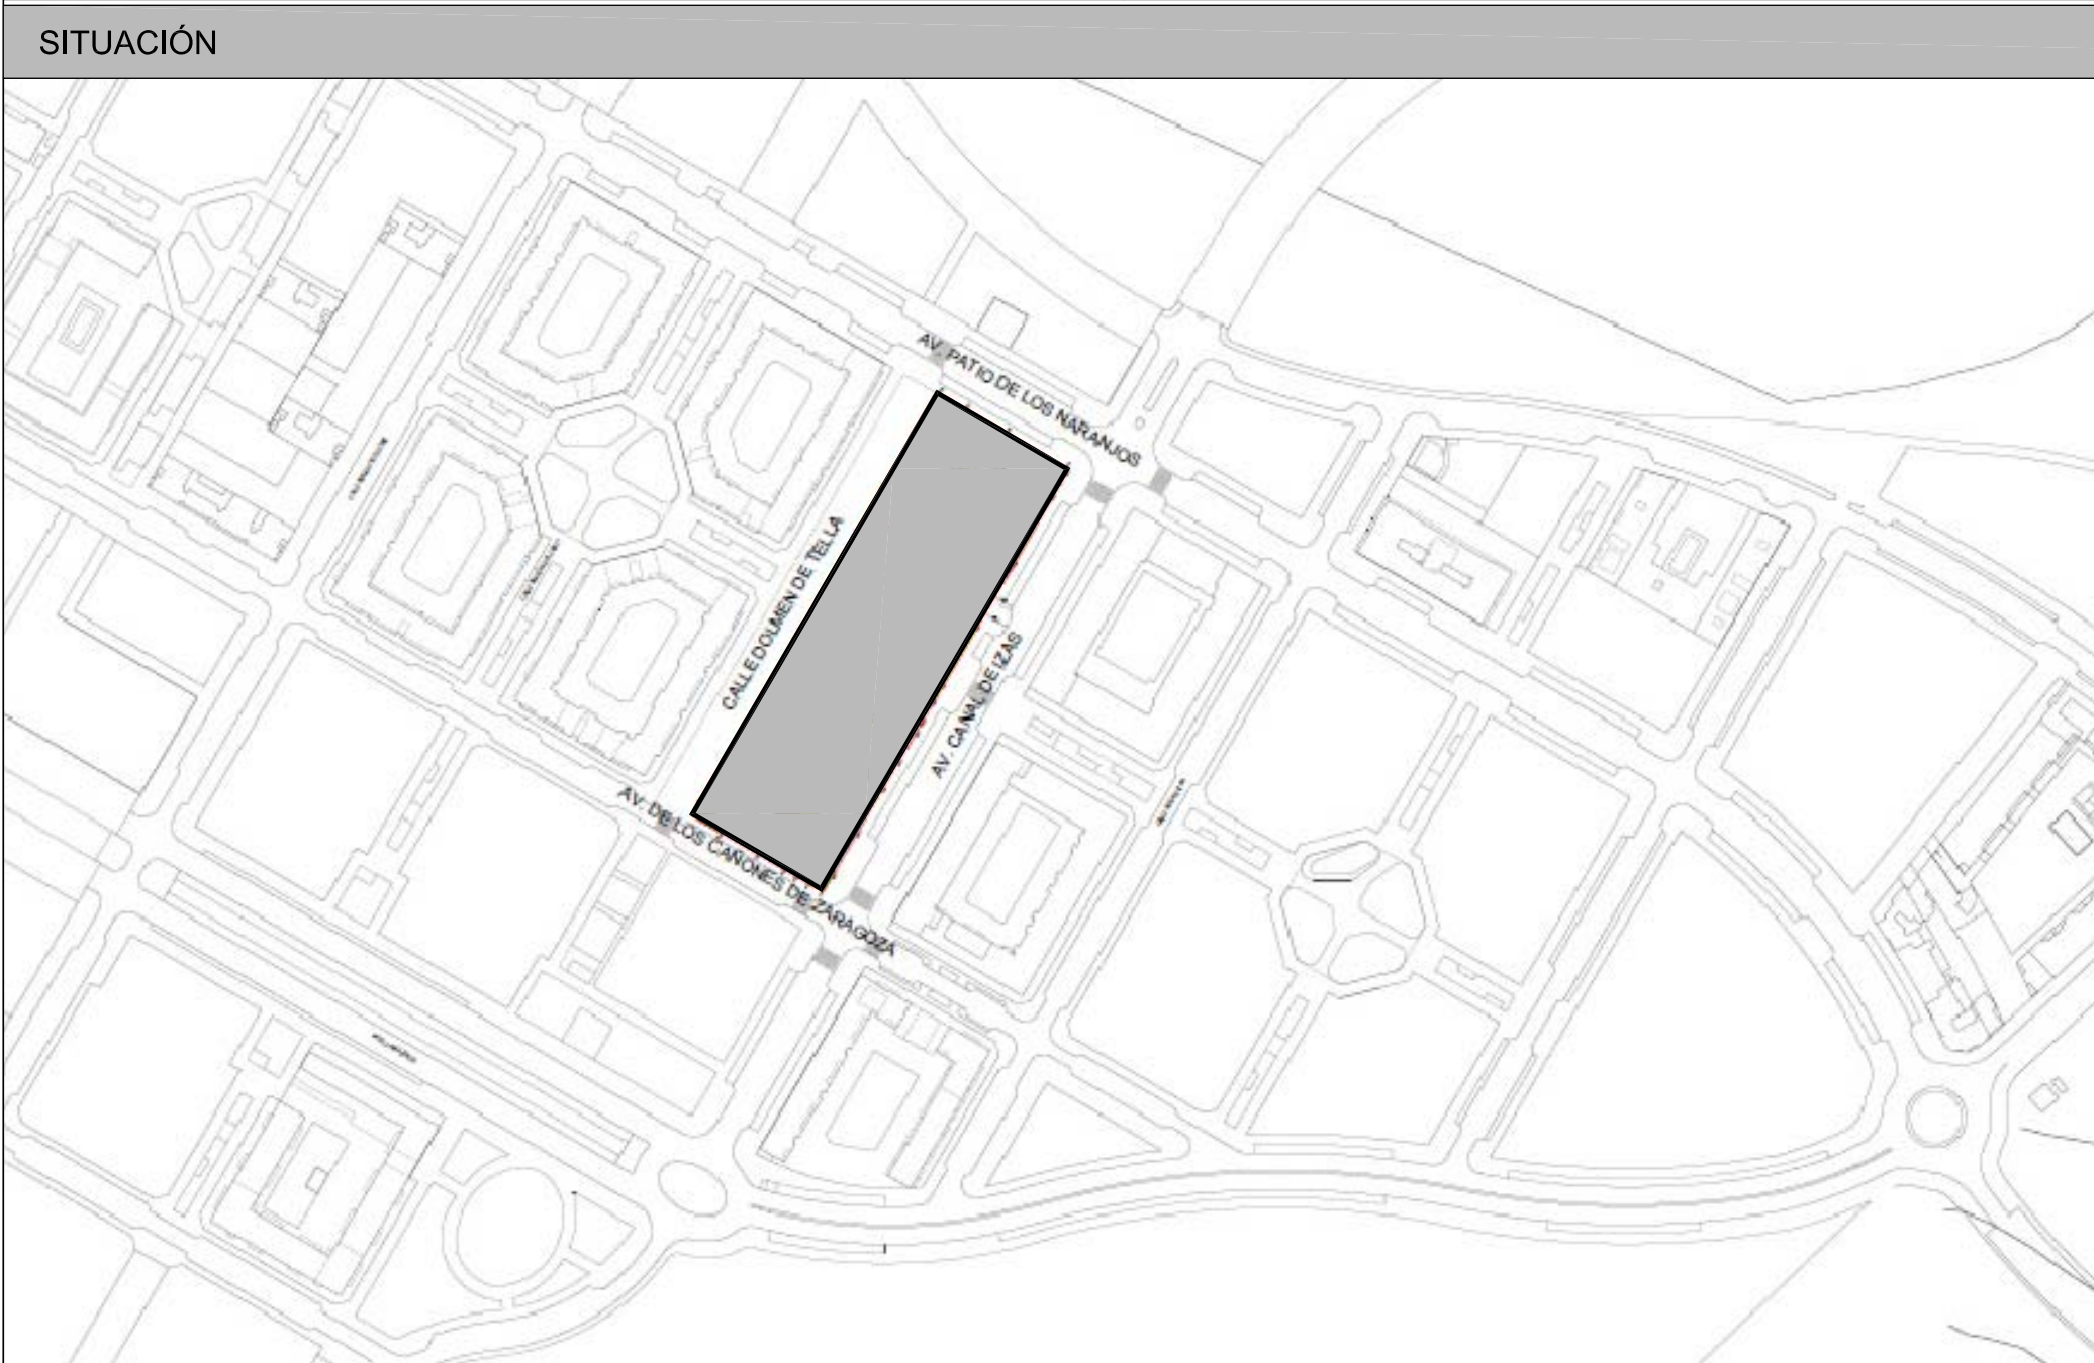 SITUACIÓN
AV. PATIO DE LOS NARANJOS
CALLE DOLMEN DE TELLA
AV. CANAL DE IZAS
AV. DE LOS CAÑONES DE ZARAGOZA